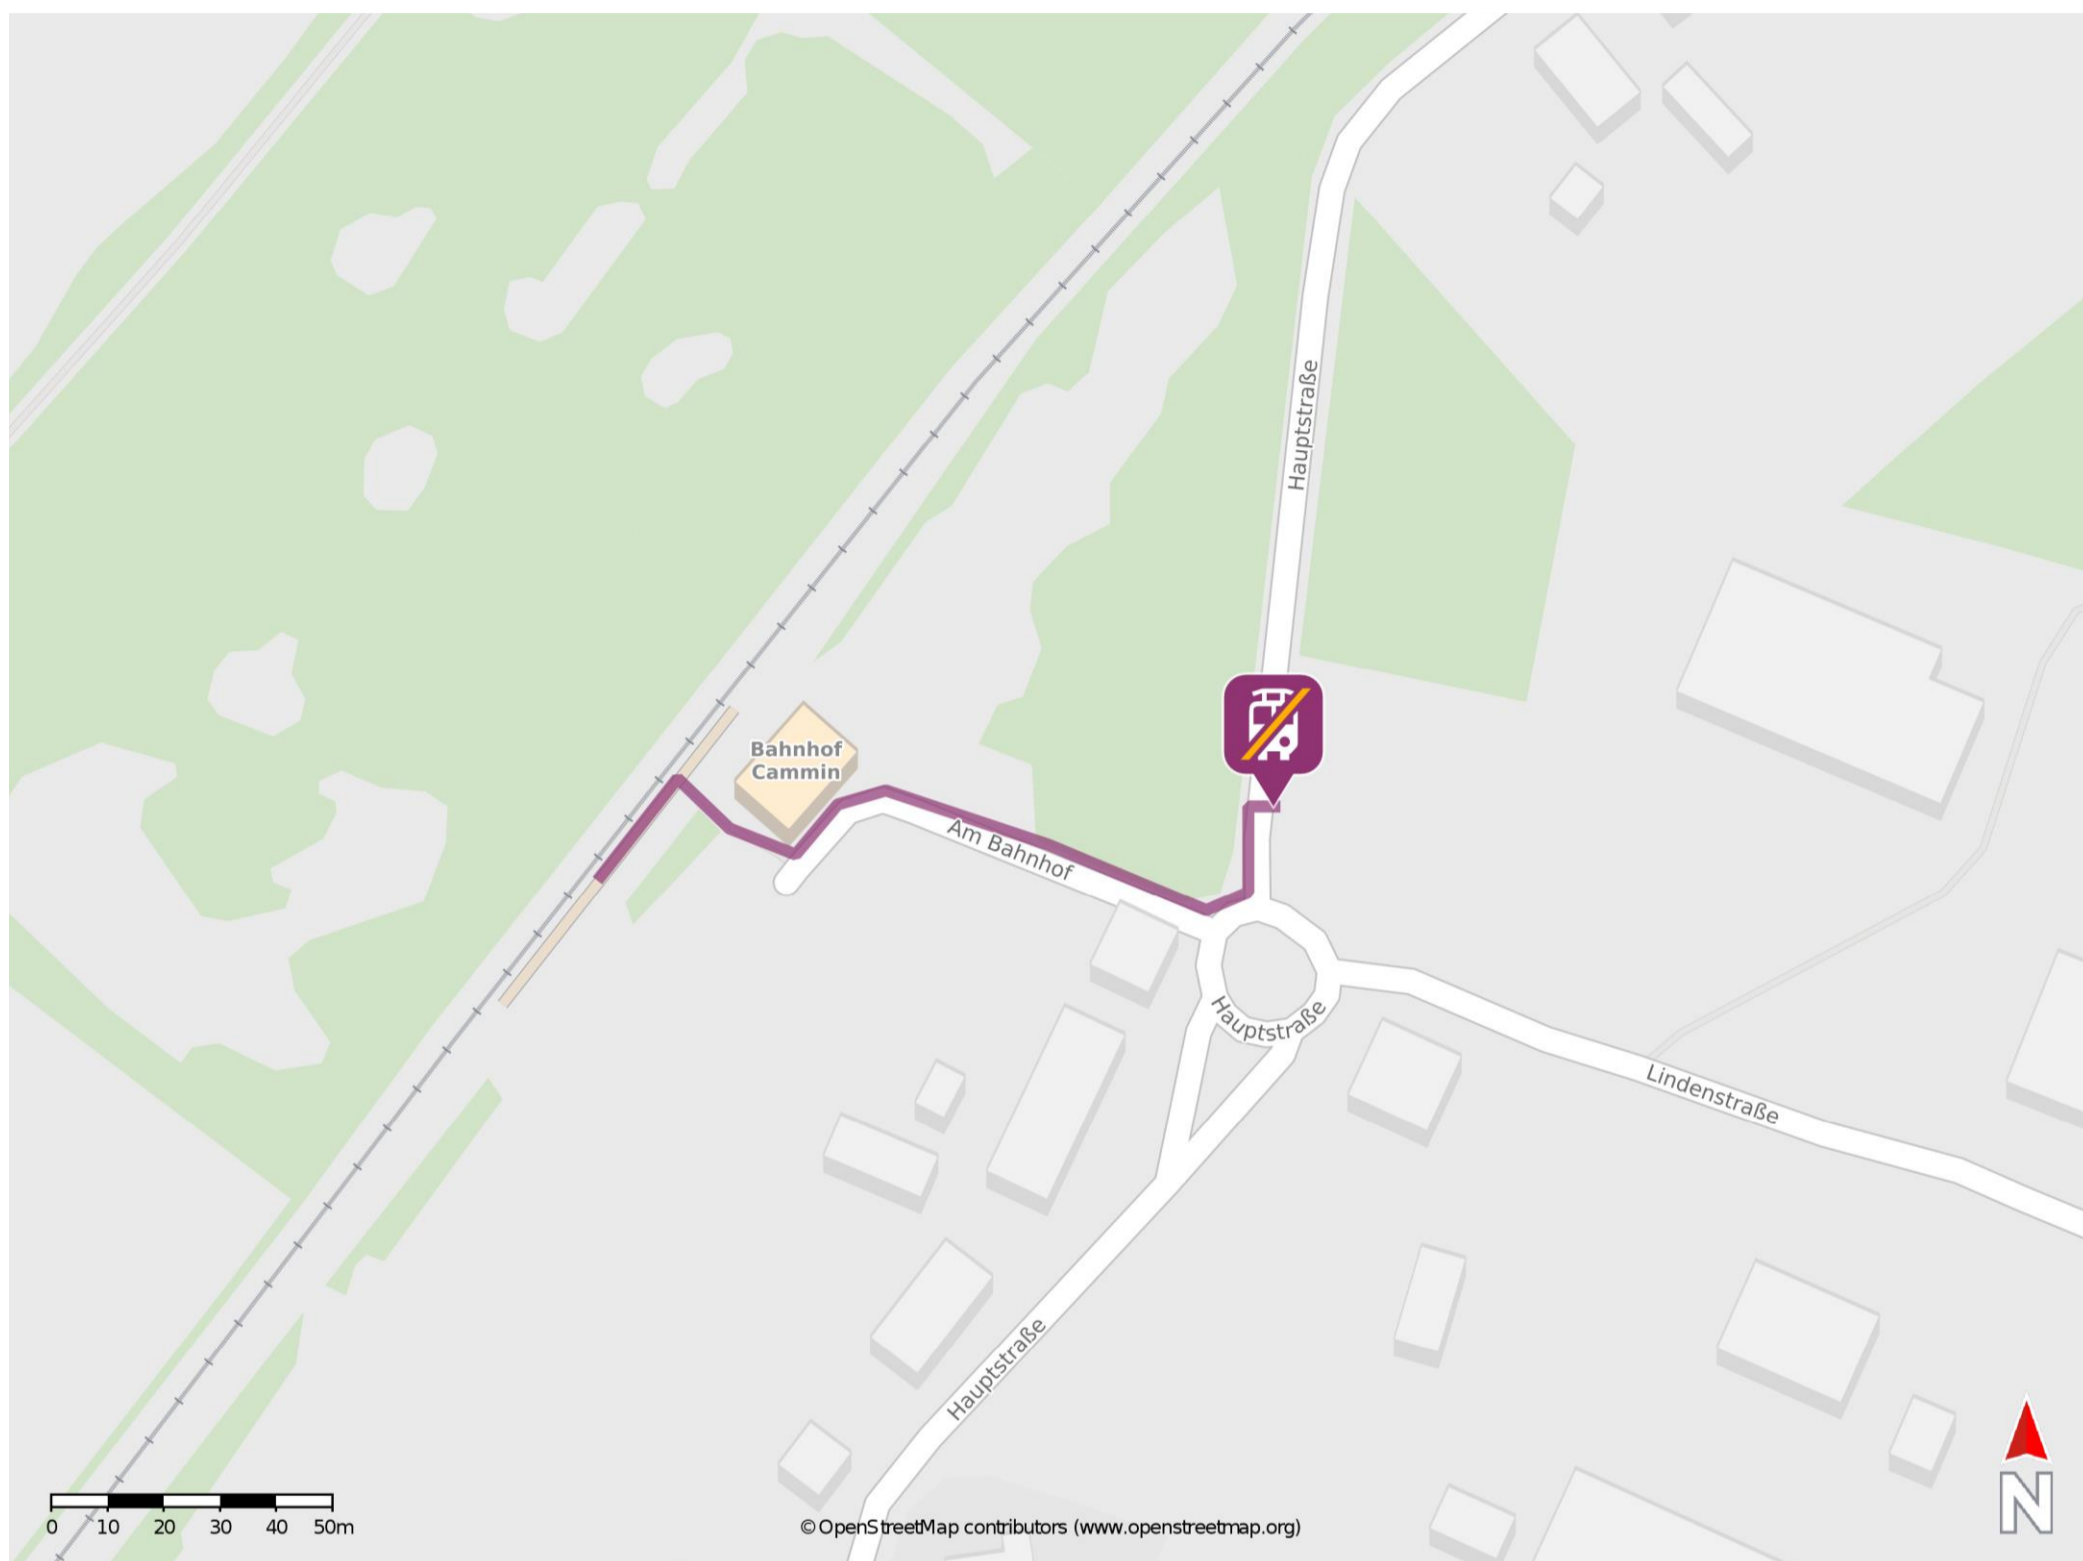 Hauptstraße
Bahnhof
Cammin
Am Bahnhof
Hauptstraße
Lindenstraße
Hauptstraße
0 10 20 30 40 50m
© OpenStreetMap contributors (www.openstreetmap.org)
N